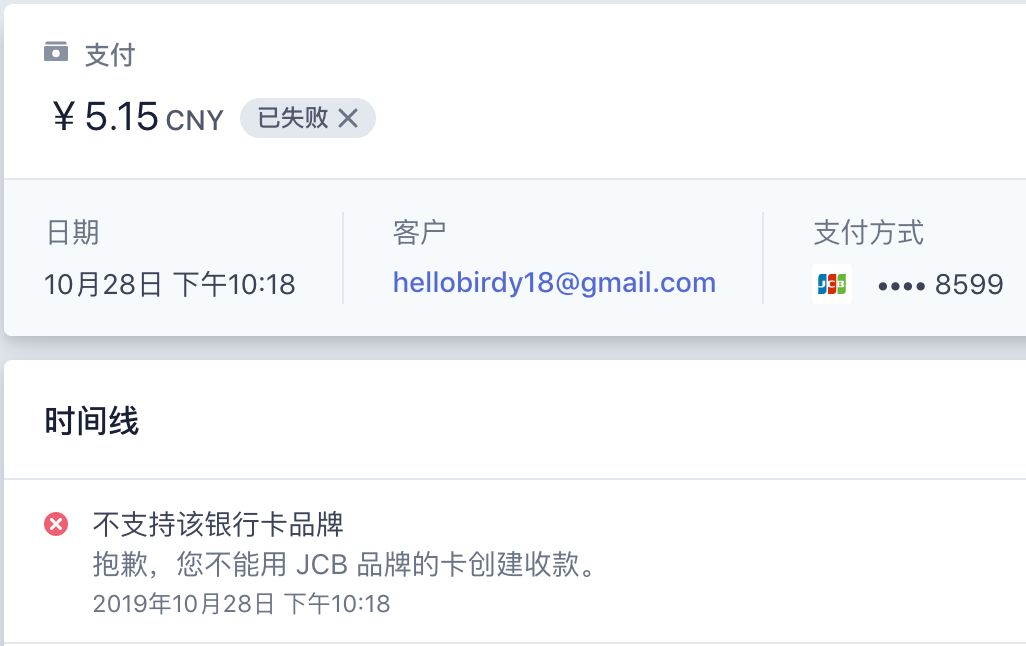 支付
¥ 5.15 CNY 已失败
日期
客户
支付方式
10月28日 下午10:18
hellobirdy18@gmail.com
JCB •••• 8599
时间线
不支持该银行卡品牌
抱歉，您不能用 JCB 品牌的卡创建收款。
2019年10月28日 下午10:18